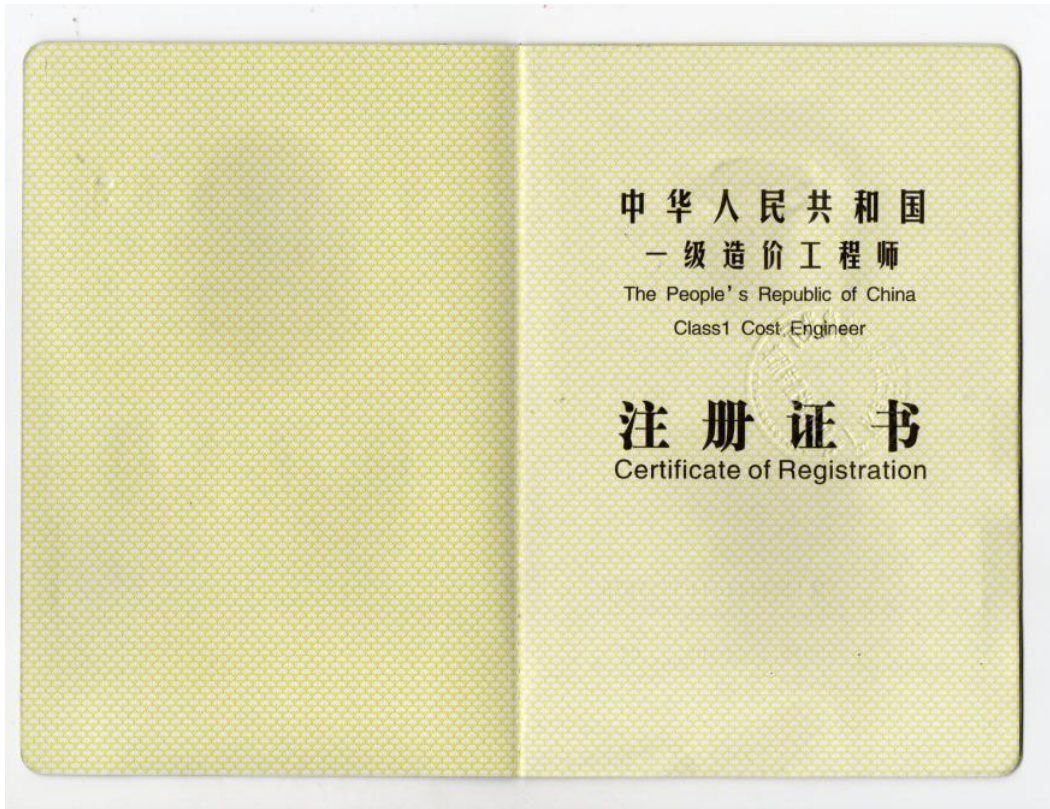 中华人民共和国
一级造价工程师
The People's Republic of China
Class1 Cost Engineer
注册证书
Certificate of Registration